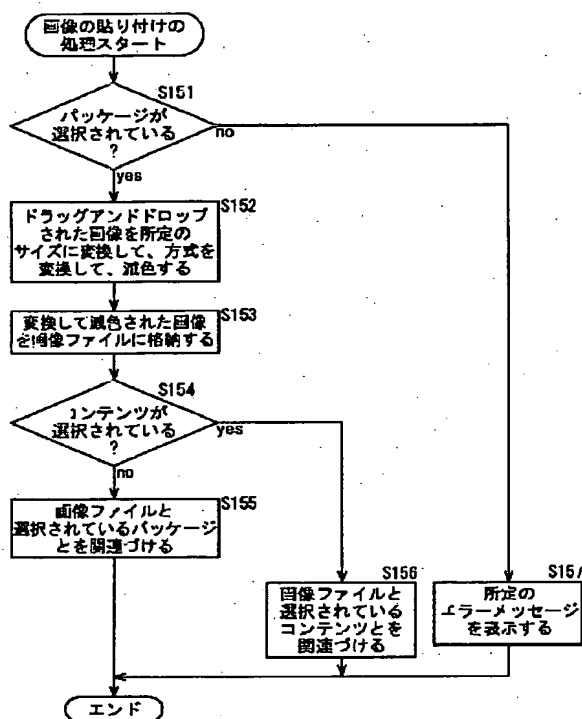 画像の貼り付けの
処理スタート
S151
パッケージが
選択されている
?
no
yes
S152
ドラッグアンドドロップ
された画像を所定の
サイズに変換して、方式を
変換して、減色する
S153
変換して減色された画像
を画像ファイルに格納する
S154
コンテンツが
選択されている
?
yes
no
S155
画像ファイルと
選択されているパッケージ
とを関連づける
S156
画像ファイルと
選択されている
コンテンツとを
関連づける
S157
所定の
エラーメッセージ
を表示する
エンド